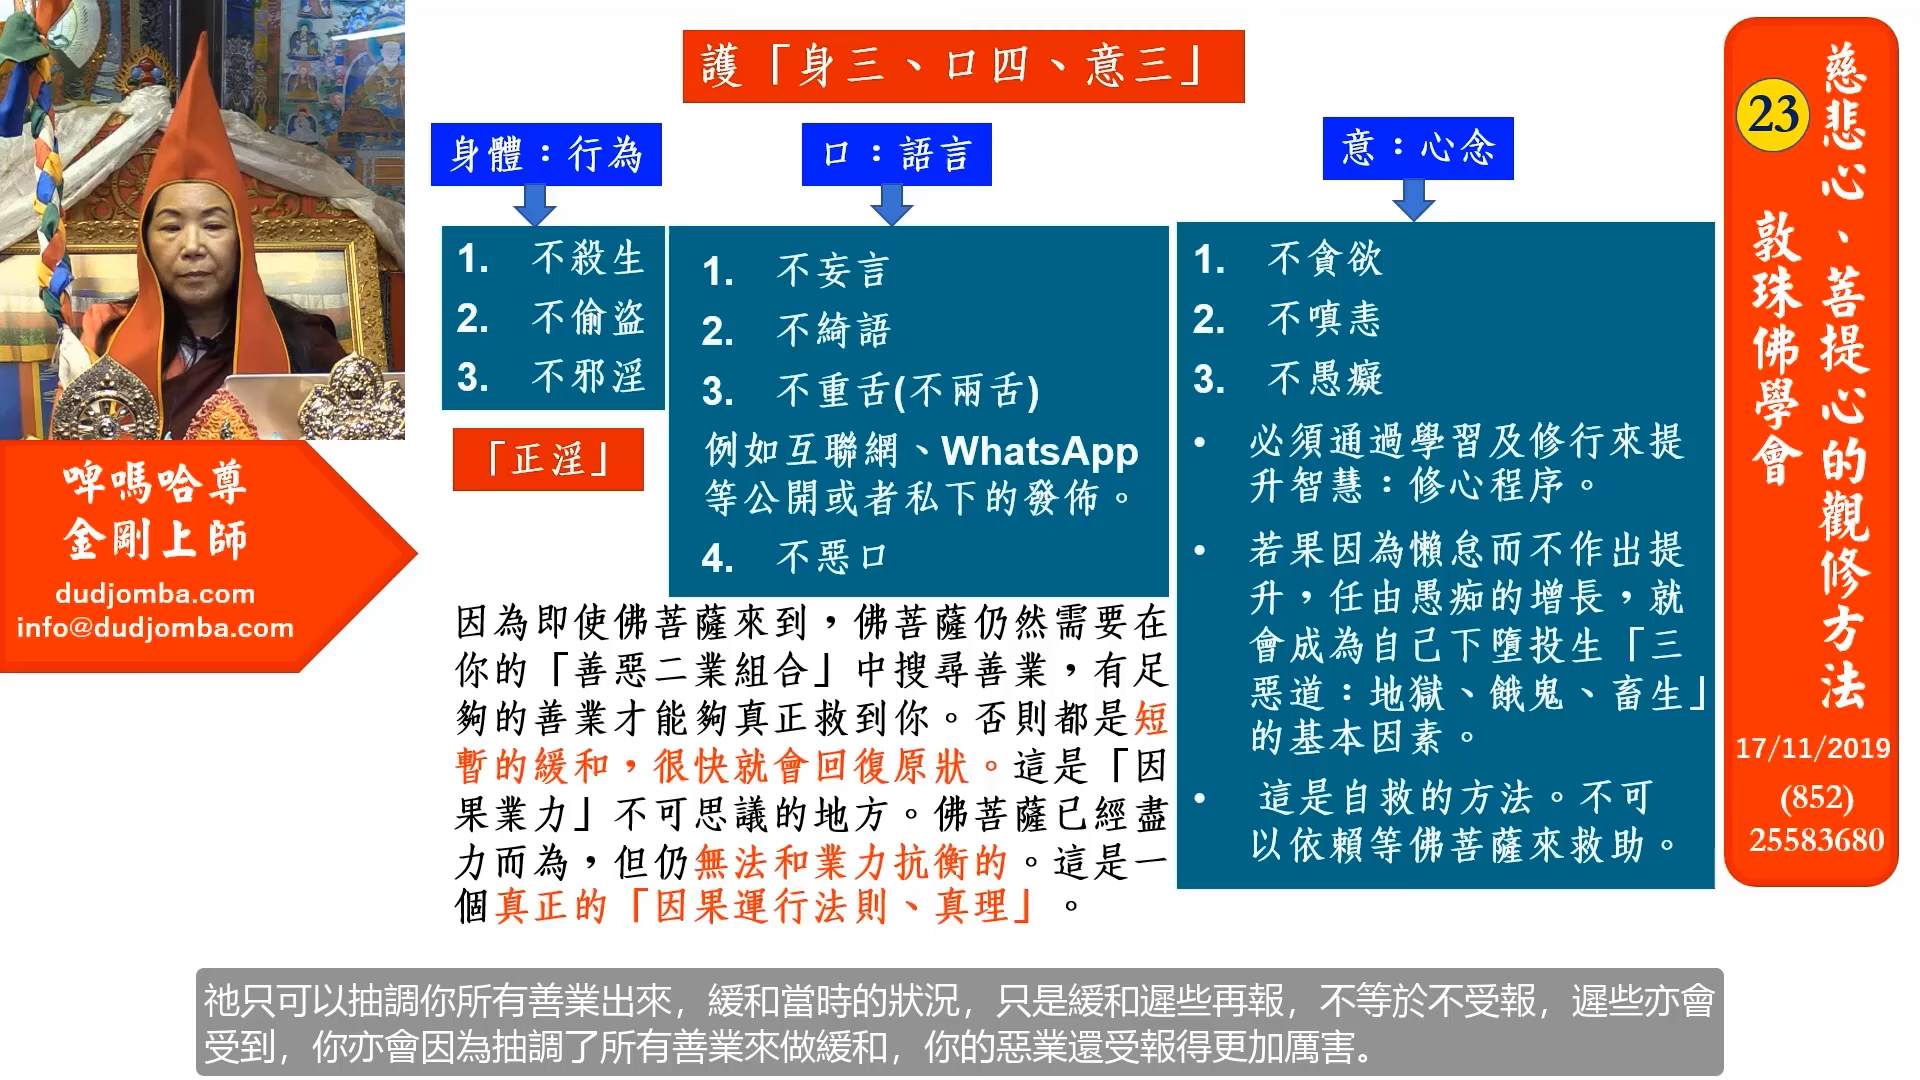 護「身三、口四、意三」
身體：行為
1. 不殺生
2. 不偷盜
3. 不邪淫
「正淫」
口：語言
1. 不妄言
2. 不綺語
3. 不重舌(不兩舌)
例如互聯網、WhatsApp
等公開或者私下的發佈。
4. 不惡口
意：心念
1. 不貪欲
2. 不嗔恚
3. 不愚癡
• 必須通過學習及修行來提
升智慧：修心程序。
• 若果因為懶怠而不作出提
升，任由愚痴的增長，就
會成為自己下墮投生「三
惡道：地獄、餓鬼、畜生」
的基本因素。
• 這是自救的方法。不可
以依賴等佛菩薩來救助。
因為即使佛菩薩來到，佛菩薩仍然需要在
你的「善惡二業組合」中搜尋善業，有足
夠的善業才能夠真正救到你。否則都是短
暫的緩和，很快就會回復原狀。這是「因
果業力」不可思議的地方。佛菩薩已經盡
力而為，但仍無法和業力抗衡的。這是一
個真正的「因果運行法則、真理」。
啤嗎哈尊
金剛上師
dudjomba.com
info@dudjomba.com
慈悲心、菩提心的觀修方法
23
敦珠佛學會
17/11/2019
(852)
25583680
祂只可以抽調你所有善業出來，緩和當時的狀況，只是緩和遲些再報，不等於不受報，遲些亦會
受到，你亦會因為抽調了所有善業來做緩和，你的惡業還受報得更加厲害。